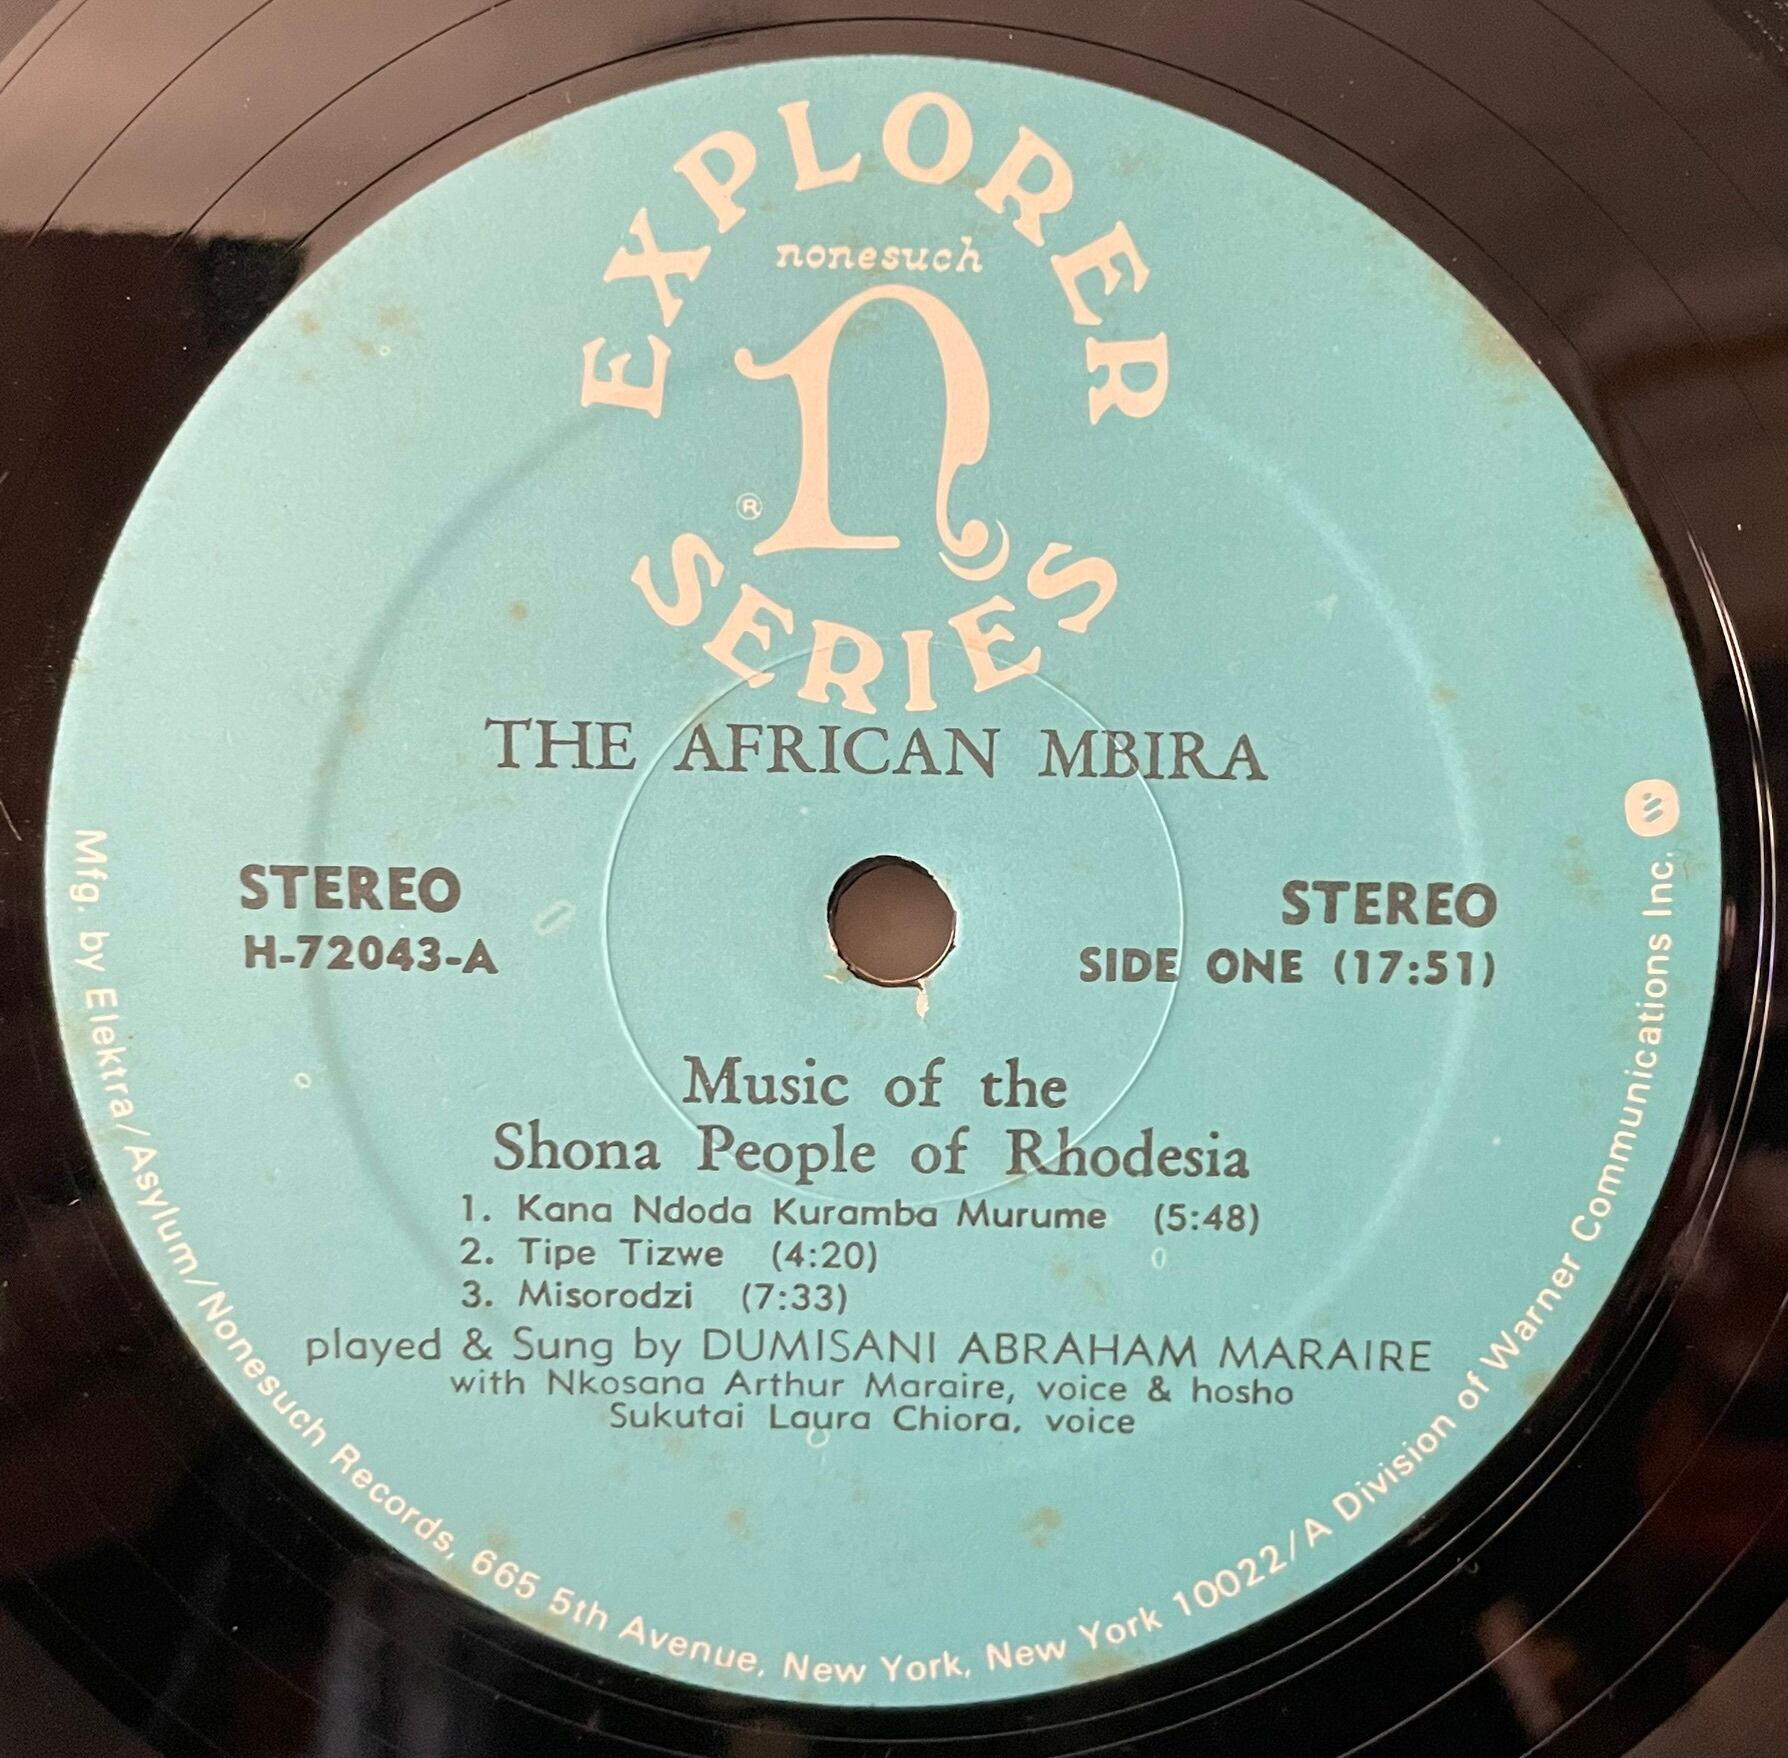 EXPLORER
nonesuch
n
®
SERIES
THE AFRICAN MBIRA
STEREO
H-72043-A
STEREO
SIDE ONE (17:51)
Music of the
Shona People of Rhodesia
1. Kana Ndoda Kuramba Murume (5:48)
2. Tipe Tizwe (4:20)
3. Misorodzi (7:33)
played & Sung by DUMISANI ABRAHAM MARAIRE
with Nkosana Arthur Maraire, voice & hosho
Sukutai Laura Chiora, voice
Mfg. by Elektra/Asylum/Nonesuch Records, 665 5th Avenue, New York, New York 10022/A Division of Warner Communications Inc.